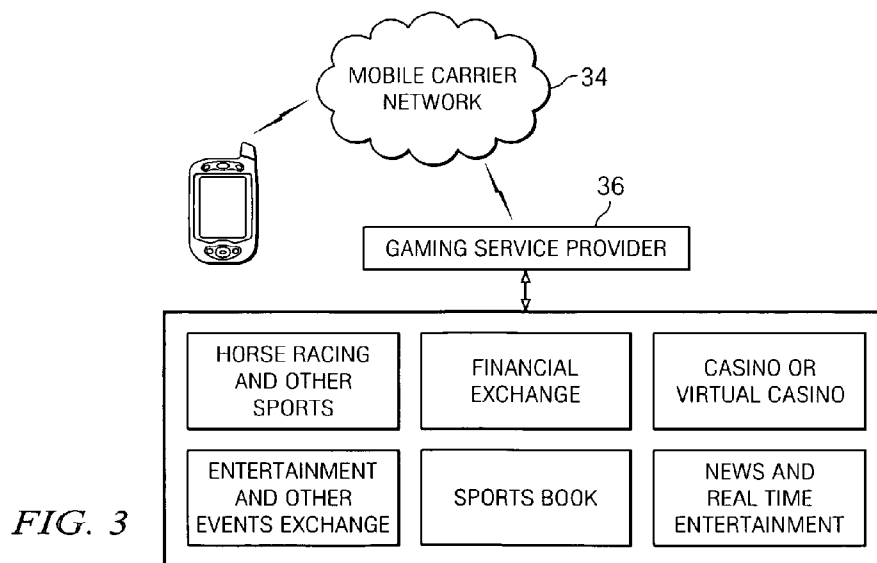 MOBILE CARRIER
NETWORK
34
36
GAMING SERVICE PROVIDER
HORSE RACING
AND OTHER
SPORTS
FINANCIAL
EXCHANGE
CASINO OR
VIRTUAL CASINO
ENTERTAINMENT
AND OTHER
EVENTS EXCHANGE
SPORTS BOOK
NEWS AND
REAL TIME
ENTERTAINMENT
FIG. 3